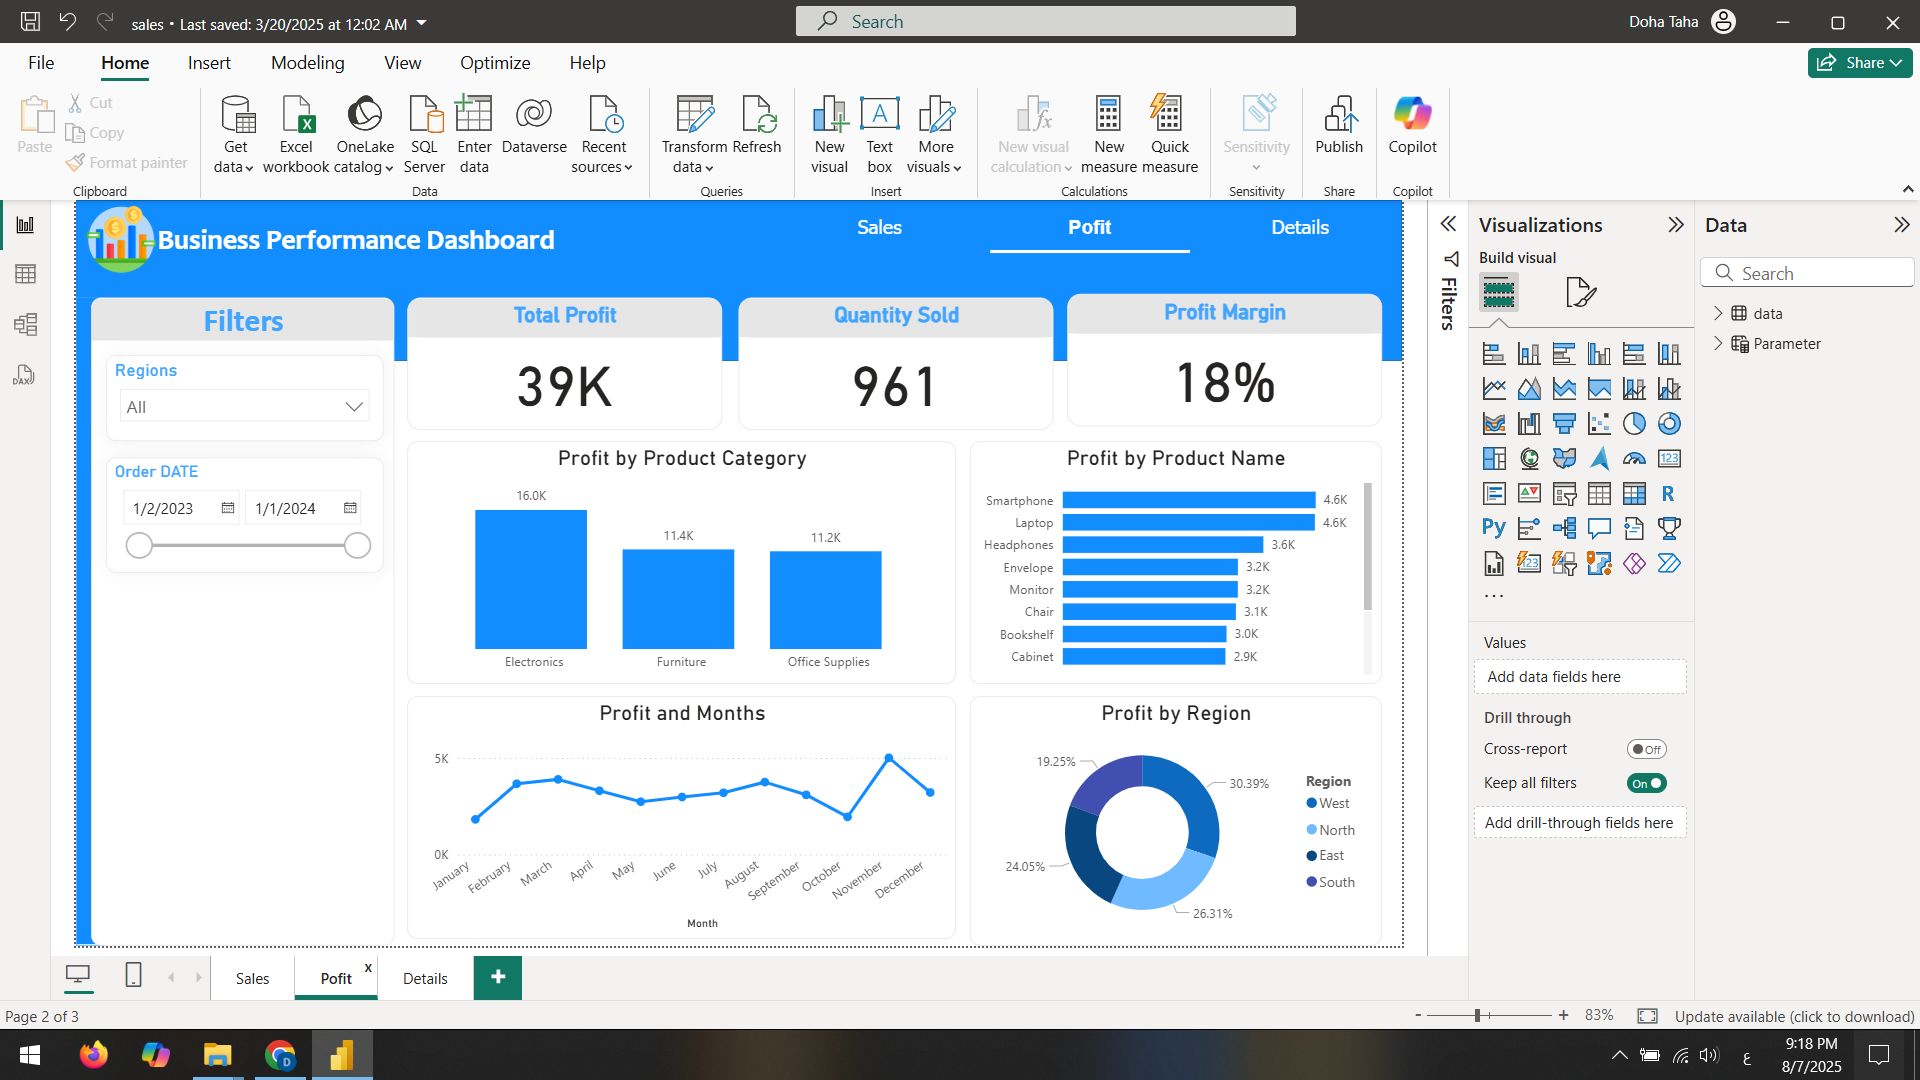 sales • Last saved: 3/20/2025 at 12:02 AM
Search
Doha Taha
File
Home
Insert
Modeling
View
Optimize
Help
Share
Paste
Cut
Copy
Format painter
Clipboard
Get data
Excel workbook
OneLake catalog
SQL Server
Enter data
Dataverse
Recent sources
Data
Transform data
Refresh
Queries
New visual
Text box
More visuals
Insert
New visual calculation
New measure
Quick measure
Calculations
Sensitivity
Sensitivity
Publish
Share
Copilot
Copilot
Business Performance Dashboard
Sales
Pofit
Details
Filters
Regions
All
Order DATE
1/2/2023
1/1/2024
Total Profit
39K
Quantity Sold
961
Profit Margin
18%
Profit by Product Category
16.0K
11.4K
11.2K
Electronics
Furniture
Office Supplies
Profit by Product Name
Smartphone 4.6K
Laptop 4.6K
Headphones 3.6K
Envelope 3.2K
Monitor 3.2K
Chair 3.1K
Bookshelf 3.0K
Cabinet 2.9K
Profit and Months
5K
0K
January
February
March
April
May
June
July
August
September
October
November
December
Month
Profit by Region
19.25%
30.39%
24.05%
26.31%
Region
West
North
East
South
Filters
Visualizations
Build visual
123
R
Py
123
...
Values
Add data fields here
Drill through
Cross-report
Off
Keep all filters
On
Add drill-through fields here
Data
Search
data
Parameter
DAX
Sales
Pofit
x
Details
+
Page 2 of 3
- + 83%
Update available (click to download)
D
ع
9:18 PM
8/7/2025